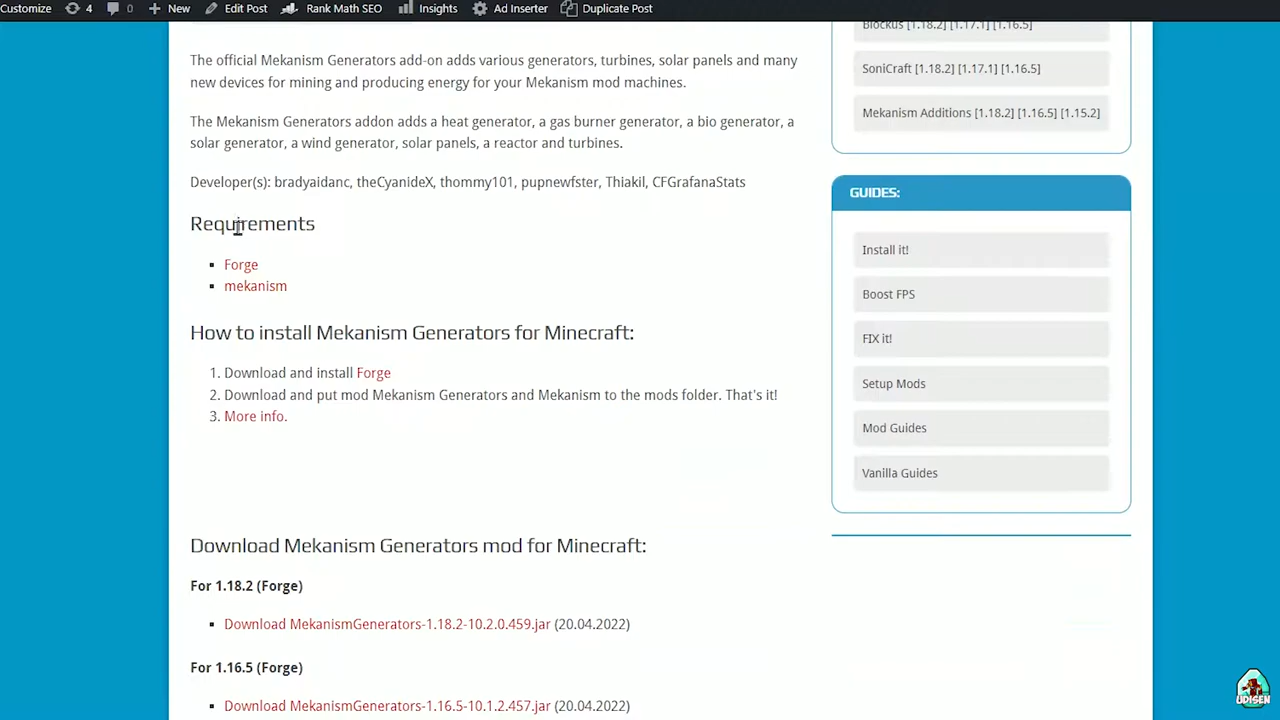 Customize 4 0 New Edit Post Rank Math SEO Insights Ad Inserter Duplicate Post
The official Mekanism Generators add-on adds various generators, turbines, solar panels and many
new devices for mining and producing energy for your Mekanism mod machines.
The Mekanism Generators addon adds a heat generator, a gas burner generator, a bio generator, a
solar generator, a wind generator, solar panels, a reactor and turbines.
Developer(s): bradyaidanc, theCyanideX, thommy101, pupnewfster, Thiakil, CFGrafanaStats
Requirements
Forge
mekanism
How to install Mekanism Generators for Minecraft:
1. Download and install Forge
2. Download and put mod Mekanism Generators and Mekanism to the mods folder. That's it!
3. More info.
Download Mekanism Generators mod for Minecraft:
For 1.18.2 (Forge)
Download MekanismGenerators-1.18.2-10.2.0.459.jar (20.04.2022)
For 1.16.5 (Forge)
Download MekanismGenerators-1.16.5-10.1.2.457.jar (20.04.2022)
Blockus [1.18.2] [1.17.1] [1.16.5]
SoniCraft [1.18.2] [1.17.1] [1.16.5]
Mekanism Additions [1.18.2] [1.16.5] [1.15.2]
GUIDES:
Install it!
Boost FPS
FIX it!
Setup Mods
Mod Guides
Vanilla Guides
UDISEN